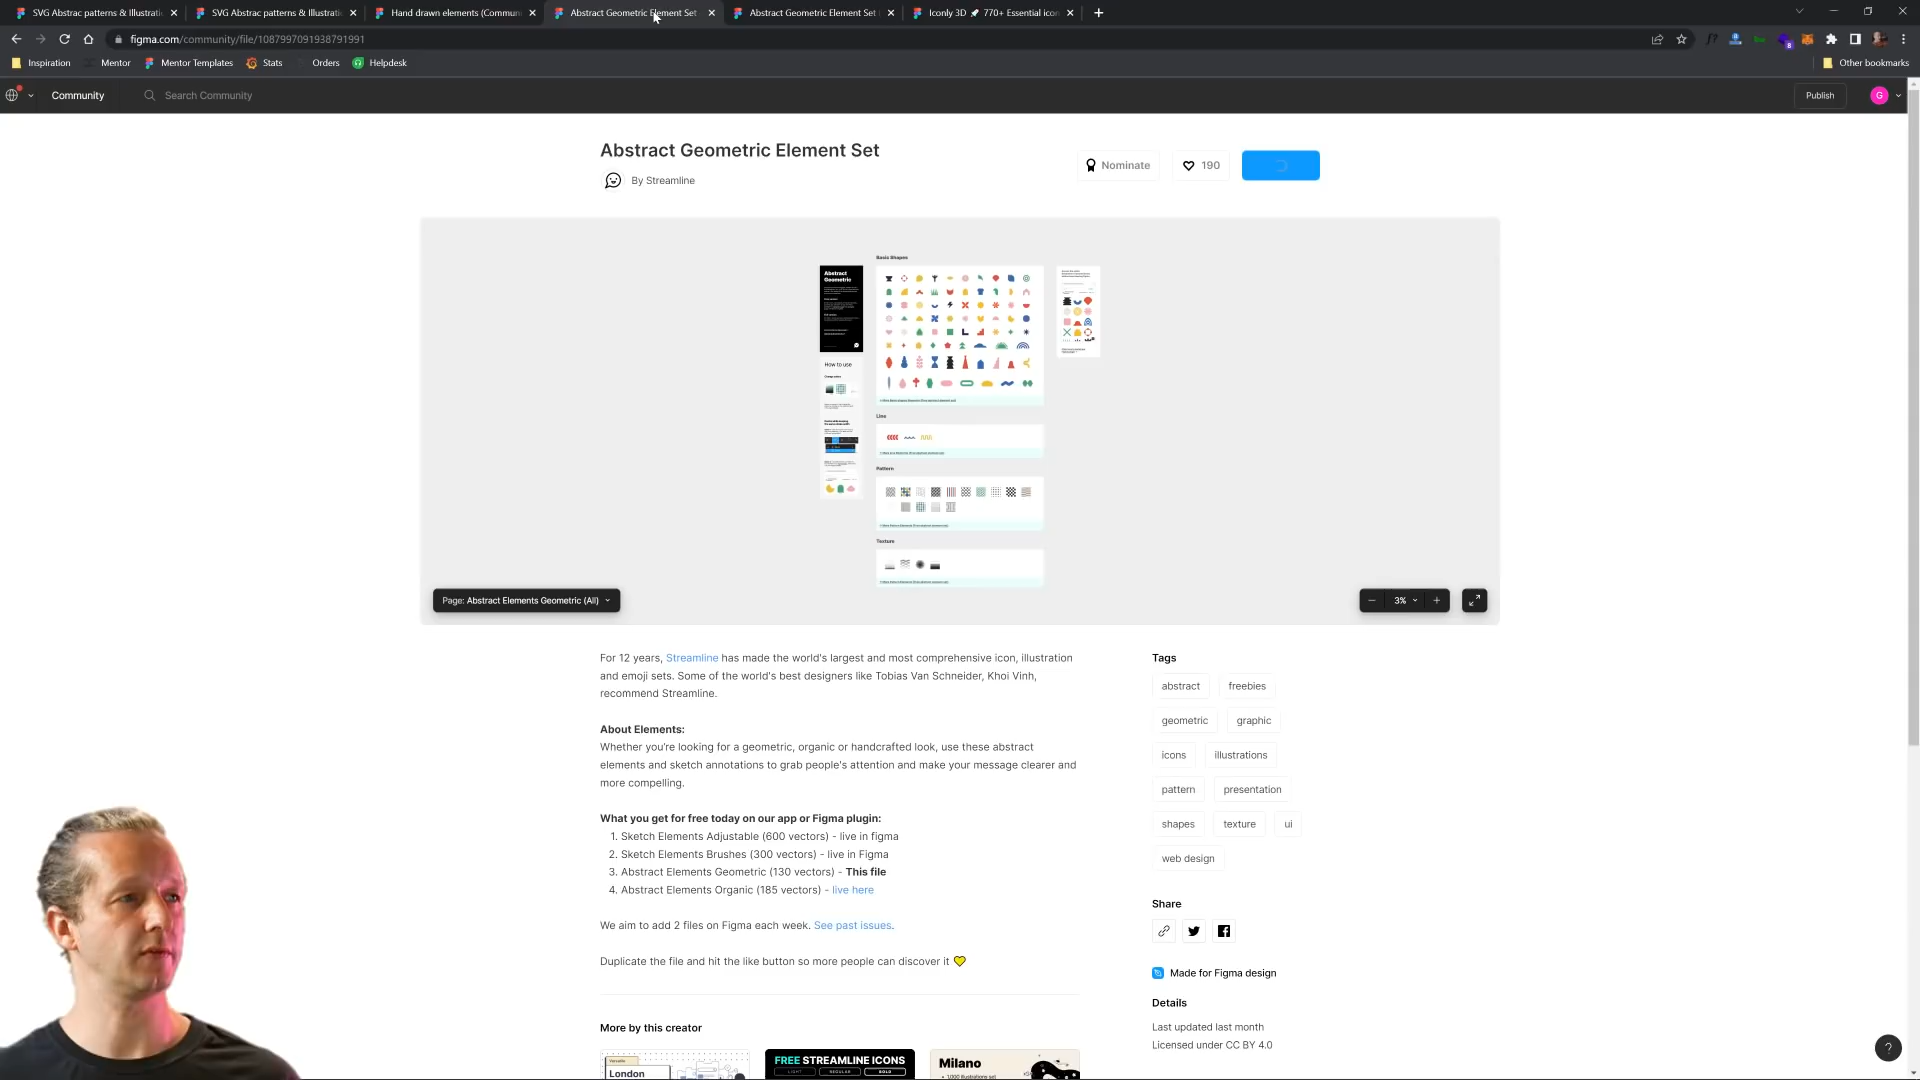 SVG Abstrac patterns & Illustrati
SVG Abstrac patterns & Illustrati
Hand drawn elements (Commun
Abstract Geometric Element Set
Abstract Geometric Element Set
Iconly 3D 770+ Essential icon
figma.com/community/file/1087997091938791991
Inspiration
Mentor
Mentor Templates
Stats
Orders
Helpdesk
Other bookmarks
Community
Search Community
Publish
G
Abstract Geometric Element Set
By Streamline
Nominate
190
Basic Shapes
Abstract
Geometric
How to use
Line
Pattern
Texture
Page: Abstract Elements Geometric (All)
3%
For 12 years, Streamline has made the world's largest and most comprehensive icon, illustration
and emoji sets. Some of the world's best designers like Tobias Van Schneider, Khoi Vinh,
recommend Streamline.
About Elements:
Whether you're looking for a geometric, organic or handcrafted look, use these abstract
elements and sketch annotations to grab people's attention and make your message clearer and
more compelling.
What you get for free today on our app or Figma plugin:
1. Sketch Elements Adjustable (600 vectors) - live in figma
2. Sketch Elements Brushes (300 vectors) - live in Figma
3. Abstract Elements Geometric (130 vectors) - This file
4. Abstract Elements Organic (185 vectors) - live here
We aim to add 2 files on Figma each week. See past issues.
Duplicate the file and hit the like button so more people can discover it
More by this creator
London
FREE STREAMLINE ICONS
LIGHT
REGULAR
BOLD
Milano
Tags
abstract
freebies
geometric
graphic
icons
illustrations
pattern
presentation
shapes
texture
ui
web design
Share
Made for Figma design
Details
Last updated last month
Licensed under CC BY 4.0
?